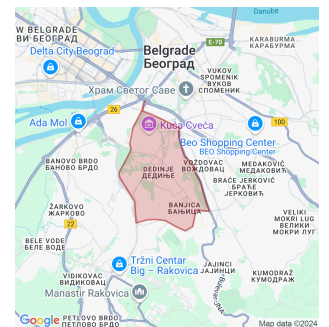 W BELGRADE
ВИ БЕОГРАД
Danube
E-70
KARABURMA
КАРАБУРМА
Delta City Belgrade
Belgrade
Београд
VUKOV
SPOMENIK
ВУКОВ
СПОМЕНИК
Храм Светог Саве
26
Ada Mol
Kuća Cveća
100
Beo Shopping Center
BEO Shopping Center
BANOVO BRDO
БАНОВО БРДО
DEDINJE
ДЕДИЊЕ
VOŽDOVAC
ВОЖДОВАЦ
MEDAKOVIĆ
МЕДАКОВИЋ
BRAĆE JERKOVIĆ
БРАЋЕ
ЈЕРКОВИЋ
ŽARKOVO
ЖАРКОВО
BANJICA
БАЊИЦА
22
VELIKI
MOKRI LUG
ВЕЛИКИ
МОКРИ ЛУГ
BELE VODE
БЕЛЕ ВОДЕ
Tržni Centar
Big – Rakovica
JAJINCI
ЈАЈИНЦИ
VIDIKOVAC
ВИДИКОВАЦ
KUMODRAŽ
КУМОДРАЖ
Manastir Rakovica
PETLOVO BRDO
ПЕТЛОВО БРДО
Google
Map data ©2024